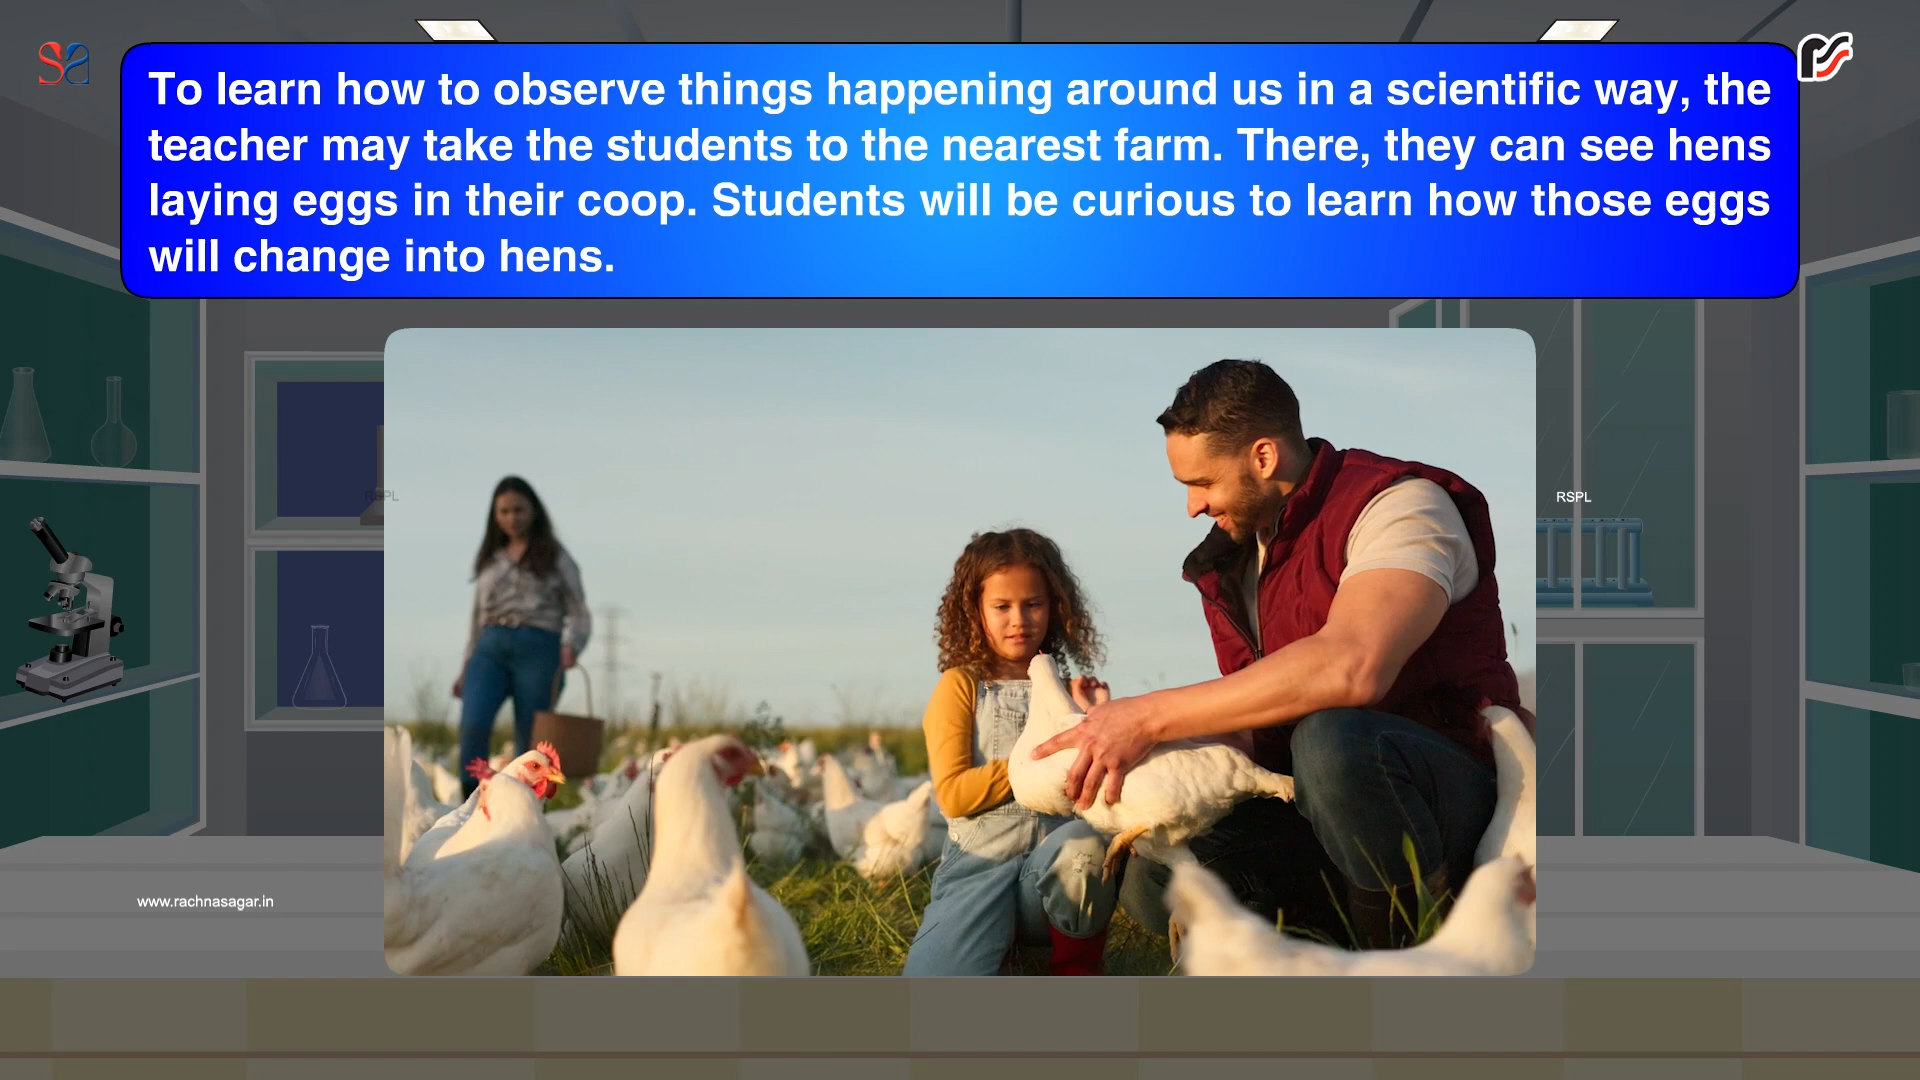 To learn how to observe things happening around us in a scientific way, the
teacher may take the students to the nearest farm. There, they can see hens
laying eggs in their coop. Students will be curious to learn how those eggs
will change into hens.
RSPL
RSPL
www.rachnasagar.in